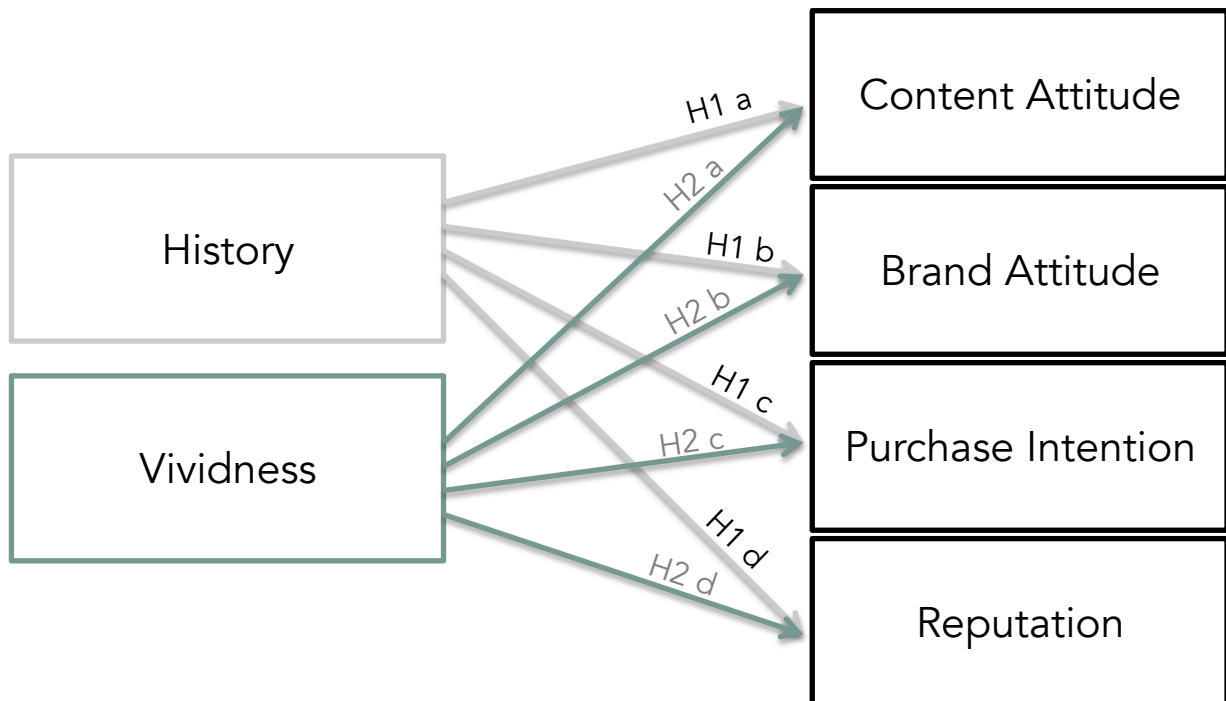 Content Attitude
H1 a
H2 a
History
H1 b
Brand Attitude
H2 b
H1 c
Purchase Intention
H2 c
Vividness
H1 d
H2 d
Reputation